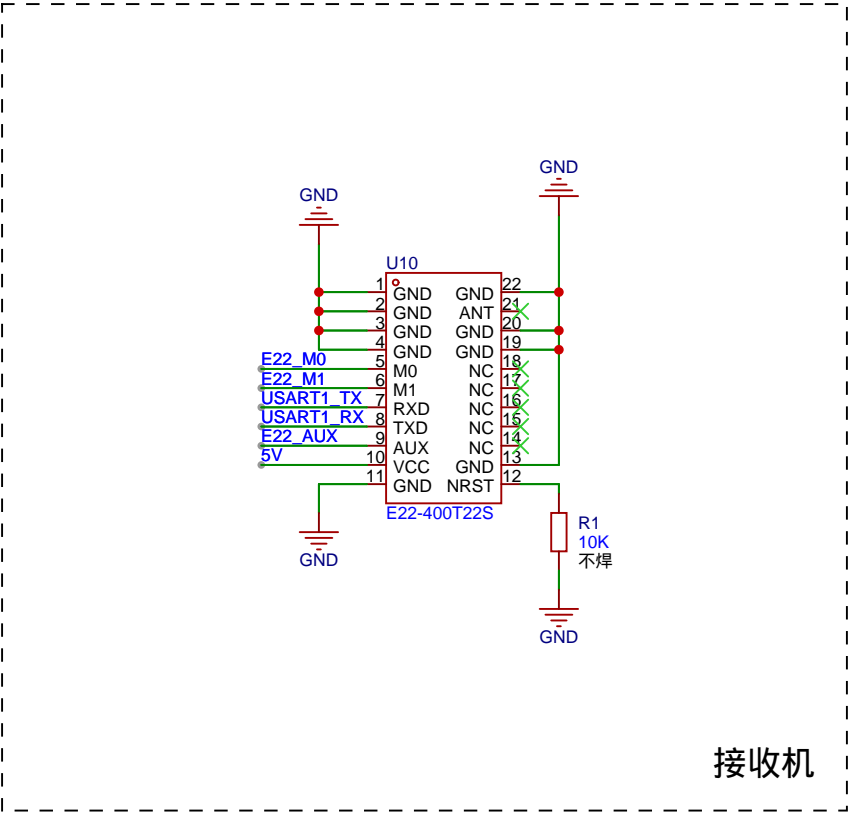 GND
GND
U10
1 GND GND 22
2 GND ANT 21
3 GND GND 20
4 GND GND 19
E22_M0 5 M0 NC 18
E22_M1 6 M1 NC 17
USART1_TX 7 RXD NC 16
USART1_RX 8 TXD NC 15
E22_AUX 9 AUX NC 14
5V 10 VCC GND 13
11 GND NRST 12
E22-400T22S
R1
10K
不焊
GND
GND
接收机